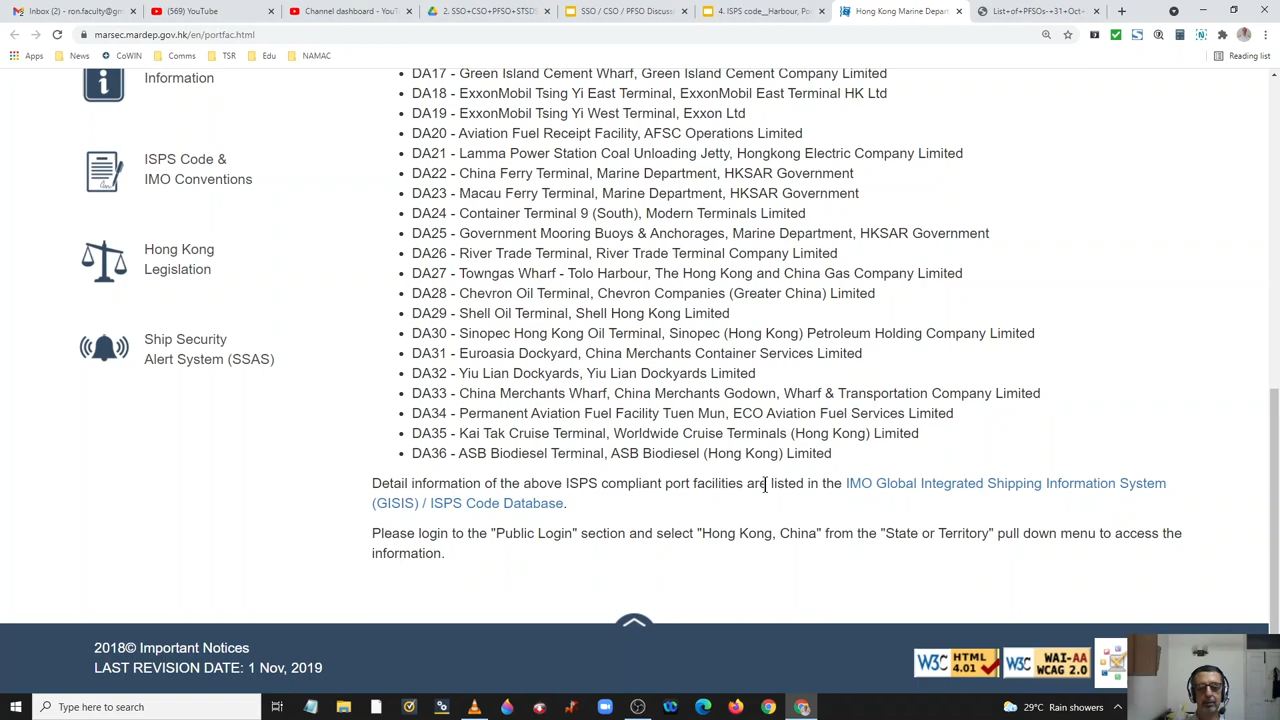 Inbox (2) - ron.faculty@gm
(569) YouTube
Channel dashboard - YouT
2. SSO+CSO+PFSO+STSD
SSO / CSO / PFSO Discuss
4. ISPS code__Harbour, Po
Hong Kong Marine Depar
List+of+PFSOs-+31+Oct+
marsec.mardep.gov.hk/en/portfac.html
Apps
News
CoWIN
Comms
TSR
Edu
NAMAC
Reading list
Information
ISPS Code &
IMO Conventions
Hong Kong
Legislation
Ship Security
Alert System (SSAS)
DA17 - Green Island Cement Wharf, Green Island Cement Company Limited
DA18 - ExxonMobil Tsing Yi East Terminal, ExxonMobil East Terminal HK Ltd
DA19 - ExxonMobil Tsing Yi West Terminal, Exxon Ltd
DA20 - Aviation Fuel Receipt Facility, AFSC Operations Limited
DA21 - Lamma Power Station Coal Unloading Jetty, Hongkong Electric Company Limited
DA22 - China Ferry Terminal, Marine Department, HKSAR Government
DA23 - Macau Ferry Terminal, Marine Department, HKSAR Government
DA24 - Container Terminal 9 (South), Modern Terminals Limited
DA25 - Government Mooring Buoys & Anchorages, Marine Department, HKSAR Government
DA26 - River Trade Terminal, River Trade Terminal Company Limited
DA27 - Towngas Wharf - Tolo Harbour, The Hong Kong and China Gas Company Limited
DA28 - Chevron Oil Terminal, Chevron Companies (Greater China) Limited
DA29 - Shell Oil Terminal, Shell Hong Kong Limited
DA30 - Sinopec Hong Kong Oil Terminal, Sinopec (Hong Kong) Petroleum Holding Company Limited
DA31 - Euroasia Dockyard, China Merchants Container Services Limited
DA32 - Yiu Lian Dockyards, Yiu Lian Dockyards Limited
DA33 - China Merchants Wharf, China Merchants Godown, Wharf & Transportation Company Limited
DA34 - Permanent Aviation Fuel Facility Tuen Mun, ECO Aviation Fuel Services Limited
DA35 - Kai Tak Cruise Terminal, Worldwide Cruise Terminals (Hong Kong) Limited
DA36 - ASB Biodiesel Terminal, ASB Biodiesel (Hong Kong) Limited
Detail information of the above ISPS compliant port facilities are listed in the IMO Global Integrated Shipping Information System
(GISIS) / ISPS Code Database.
Please login to the "Public Login" section and select "Hong Kong, China" from the "State or Territory" pull down menu to access the
information.
2018© Important Notices
LAST REVISION DATE: 1 Nov, 2019
W3C HTML 4.01
W3C WAI-AA WCAG 2.0
Type here to search
29°C Rain showers